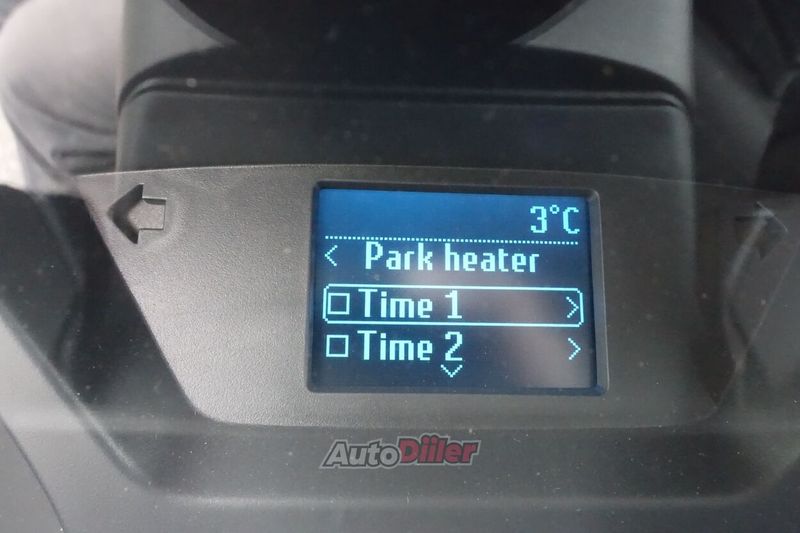 3°C
< Park heater
Time 1 >
Time 2 >
AutoDiiler